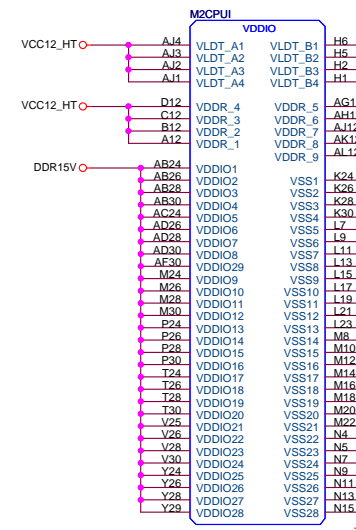 M2CPUI
VDDIO
VCC12_HT AJ4 VLDT_A1 VLDT_B1 H6
AJ3 VLDT_A2 VLDT_B2 H5
AJ2 VLDT_A3 VLDT_B3 H2
AJ1 VLDT_A4 VLDT_B4 H1
VCC12_HT D12 VDDR_4 VDDR_5 AG1
C12 VDDR_3 VDDR_6 AH1
B12 VDDR_2 VDDR_7 AJ12
A12 VDDR_1 VDDR_8 AK1
VDDR_9 AL12
DDR15V AB24 VDDIO1
AB26 VDDIO2 VSS1 K24
AB28 VDDIO3 VSS2 K26
AB30 VDDIO4 VSS3 K28
AC24 VDDIO5 VSS4 K30
AD26 VDDIO6 VSS5 L7
AD28 VDDIO7 VSS6 L9
AD30 VDDIO8 VSS7 L11
AF30 VDDIO29 VSS8 L13
M24 VDDIO9 VSS9 L15
M26 VDDIO10 VSS10 L17
M28 VDDIO11 VSS11 L19
M30 VDDIO12 VSS12 L21
P24 VDDIO13 VSS13 L23
P26 VDDIO14 VSS14 M8
P28 VDDIO15 VSS15 M10
P30 VDDIO16 VSS16 M12
T24 VDDIO17 VSS17 M14
T26 VDDIO18 VSS18 M16
T28 VDDIO19 VSS19 M18
T30 VDDIO20 VSS20 M20
V25 VDDIO21 VSS21 M22
V26 VDDIO22 VSS22 N4
V28 VDDIO23 VSS23 N5
V30 VDDIO24 VSS24 N7
Y24 VDDIO25 VSS25 N9
Y26 VDDIO26 VSS26 N11
Y28 VDDIO27 VSS27 N13
Y29 VDDIO28 VSS28 N15